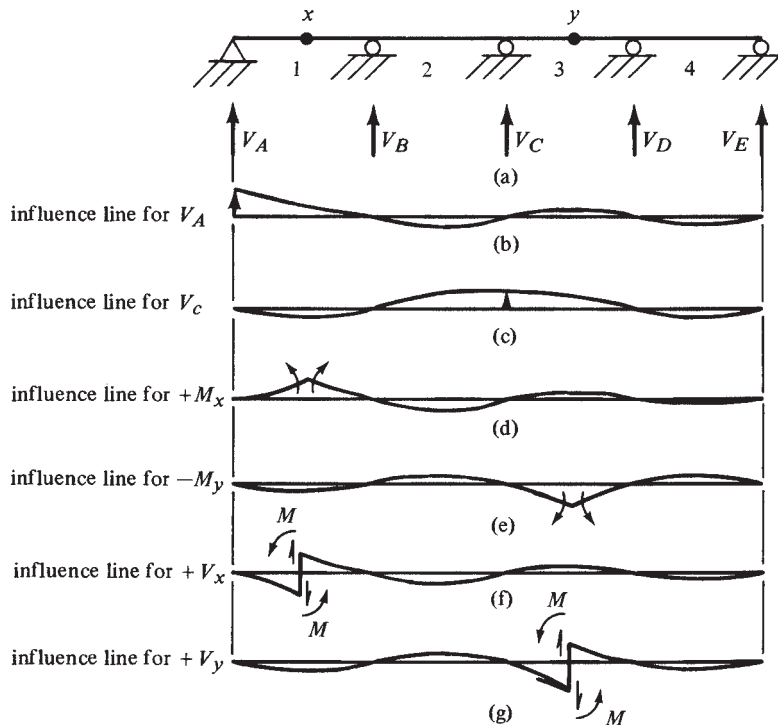 x y
1 2 3 4
V_A V_B V_C V_D V_E
(a)
influence line for V_A
(b)
influence line for V_c
(c)
influence line for +M_x
(d)
influence line for −M_y
(e)
M
influence line for + V_x
M
(f)
M
influence line for + V_y
M
(g)